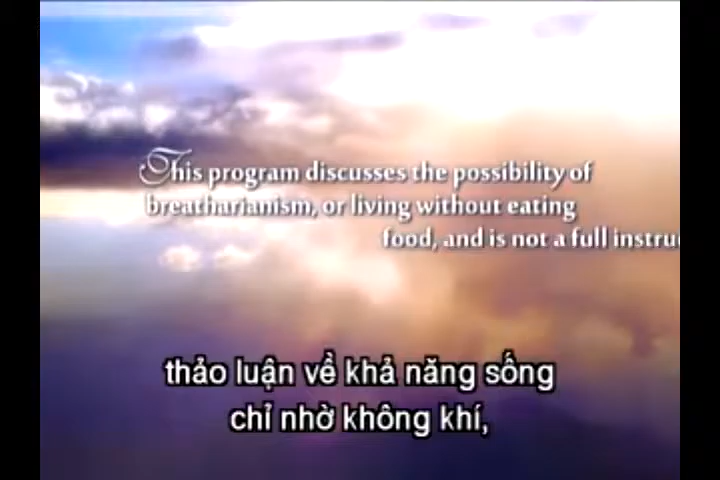 This program discusses the possibility of
breatharianism, or living without eating
food, and is not a full instru
thảo luận về khả năng sống
chỉ nhờ không khí,